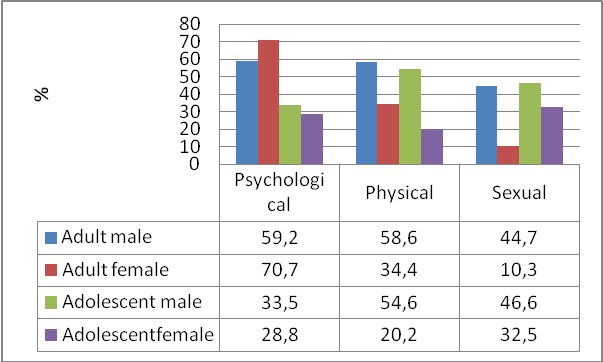 80
70
60
50
40
30
20
10
0
%
Psychologi
cal Physical Sexual
Adult male 59,2 58,6 44,7
Adult female 70,7 34,4 10,3
Adolescent male 33,5 54,6 46,6
Adolescentfemale 28,8 20,2 32,5